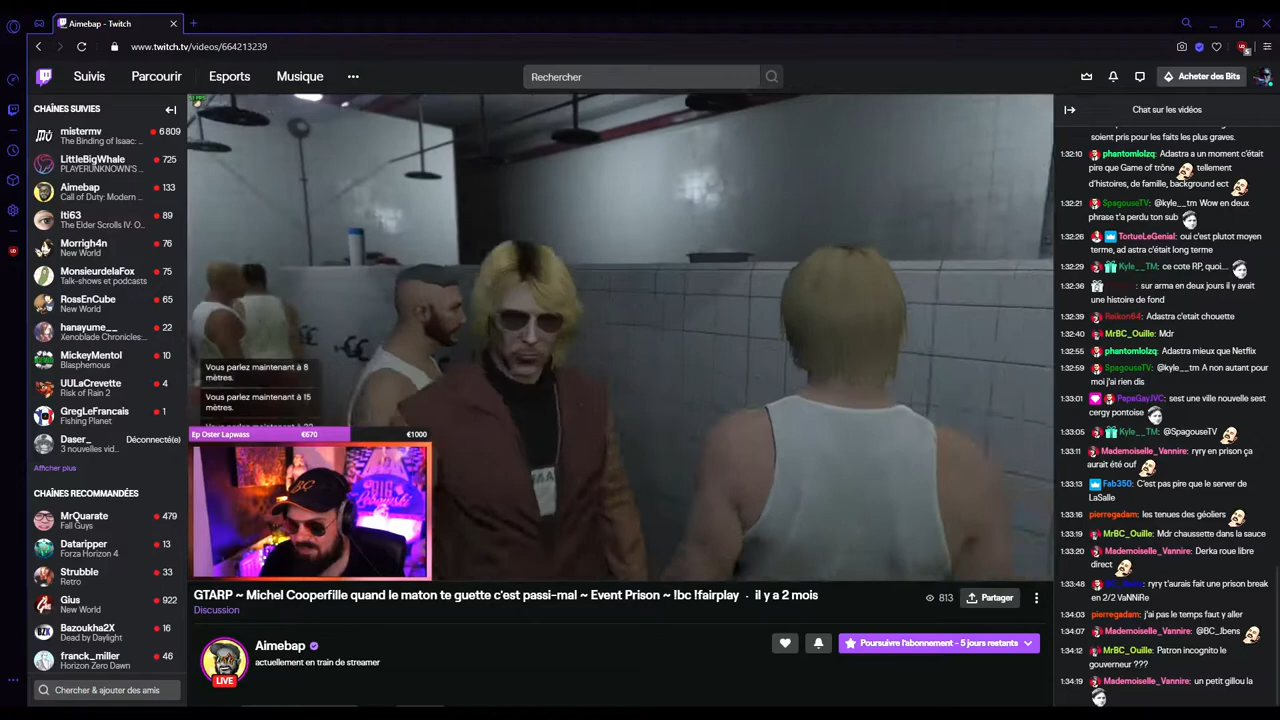 Aimebap - Twitch
www.twitch.tv/videos/664213239
Suivis
Parcourir
Esports
Musique
Rechercher
Acheter des Bits
CHAÎNES SUIVIES
mistermv
6 809
The Binding of Isaac: ...
LittleBigWhale
725
PLAYERUNKNOWN'S ...
Aimebap
133
Call of Duty: Modern ...
Iti63
89
The Elder Scrolls IV: O...
Morrigh4n
76
New World
MonsieurdelaFox
75
Talk-shows et podcasts
RossEnCube
65
New World
hanayume__
22
Xenoblade Chronicles:...
MickeyMentol
10
Blasphemous
UULaCrevette
4
Risk of Rain 2
GregLeFrancais
1
Fishing Planet
Daser_
Déconnecté(e)
3 nouvelles vid...
Afficher plus
CHAÎNES RECOMMANDÉES
MrQuarate
479
Fall Guys
Dataripper
13
Forza Horizon 4
Strubble
33
Retro
Gius
922
New World
Bazoukha2X
16
Dead by Daylight
franck_miller
46
Horizon Zero Dawn
Chercher & ajouter des amis
Vous parlez maintenant à 8
mètres.
Vous parlez maintenant à 15
mètres.
Ep Oster Lapwass
€670
€1000
GTARP ~ Michel Cooperfille quand le maton te guette c'est passi-mal ~ Event Prison ~ !bc !fairplay · il y a 2 mois
Discussion
813
Partager
Aimebap
actuellement en train de streamer
LIVE
Poursuivre l'abonnement - 5 jours restants
Chat sur les vidéos
soient pris pour les faits les plus graves.
1:32:10 phantomlolzq: Adastra a un moment c'était
pire que Game of trône tellement
d'histoires, de famille, background ect
1:32:21 SpagouseTV: @kyle__tm Wow en deux
phrase t'a perdu ton sub
1:32:26 TortueLeGenial: oui c'est plutot moyen
terme, ad astra c'était long terme
1:32:29 Kyle__TM: ce cote RP, quoi...
1:32:36 : sur arma en deux jours il y avait
une histoire de fond
1:32:39 Reikon64: Adastra c'était chouette
1:32:40 MrBC_Ouille: Mdr
1:32:55 phantomlolzq: Adastra mieux que Netflix
1:32:59 SpagouseTV: @kyle__tm A non autant pour
moi j'ai rien dis
1:33:01 PapaGayJVC: sest une ville nouvelle sest
cergy pontoise
1:33:05 Kyle__TM: @SpagouseTV
1:33:11 Mademoiselle_Vannire: ryry en prison ça
aurait été ouf
1:33:13 Fab350: C'est pas pire que le server de
LaSalle
1:33:16 pierregadam: les tenues des géoliers
1:33:19 MrBC_Ouille: Mdr chaussette dans la sauce
1:33:20 Mademoiselle_Vannire: Derka roue libre
direct
1:33:48 BC_Jbens: ryry t'aurais fait une prison break
en 2/2 VaNNiRe
1:34:03 pierregadam: j'ai pas le temps faut y aller
1:34:07 Mademoiselle_Vannire: @BC_Jbens
1:34:12 MrBC_Ouille: Patron incognito le
gouverneur ???
1:34:19 Mademoiselle_Vannire: un petit gillou la